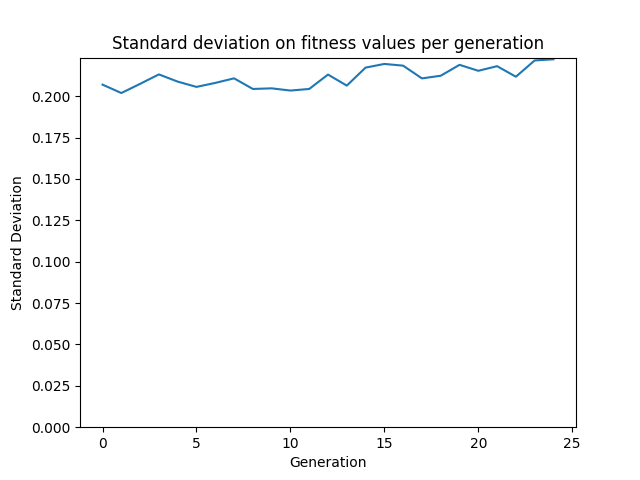 Standard deviation on fitness values per generation
0.200
0.175
0.150
0.125
0.100
0.075
0.050
0.025
0.000
Standard Deviation
0 5 10 15 20 25
Generation